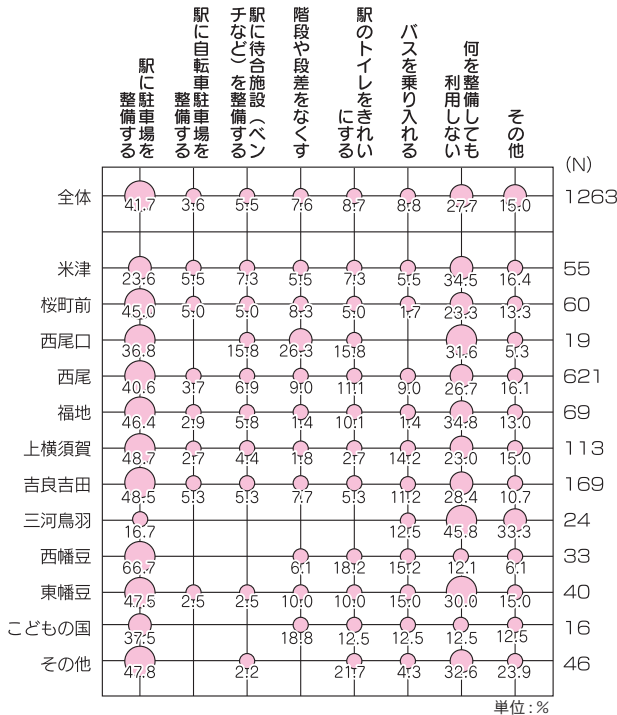 駅に駐車場を
整備する
駅に自転車駐車場を
整備する
駅に待合施設（ベン
チなど）を整備する
階段や段差をなくす
駅のトイレをきれい
にする
バスを乗り入れる
何を整備しても
利用しない
その他
(N)
全体 41.7 3.6 5.5 7.6 8.7 8.8 27.7 15.0 1263
米津 23.6 5.5 7.3 5.5 7.3 5.5 34.5 16.4 55
桜町前 45.0 5.0 5.0 8.3 5.0 1.7 23.3 13.3 60
西尾口 36.8 15.8 26.3 15.8 31.6 5.3 19
西尾 40.6 3.7 6.9 9.0 11.1 9.0 26.7 16.1 621
福地 46.4 2.9 5.8 1.4 10.1 1.4 34.8 13.0 69
上横須賀 48.7 2.7 4.4 1.8 2.7 14.2 23.0 15.0 113
吉良吉田 48.5 5.3 5.3 7.7 5.3 11.2 28.4 10.7 169
三河鳥羽 16.7 12.5 45.8 33.3 24
西幡豆 66.7 6.1 18.2 15.2 12.1 6.1 33
東幡豆 47.5 2.5 2.5 10.0 10.0 15.0 30.0 15.0 40
こどもの国 37.5 18.8 12.5 12.5 12.5 12.5 16
その他 47.8 2.2 21.7 4.3 32.6 23.9 46
単位：％